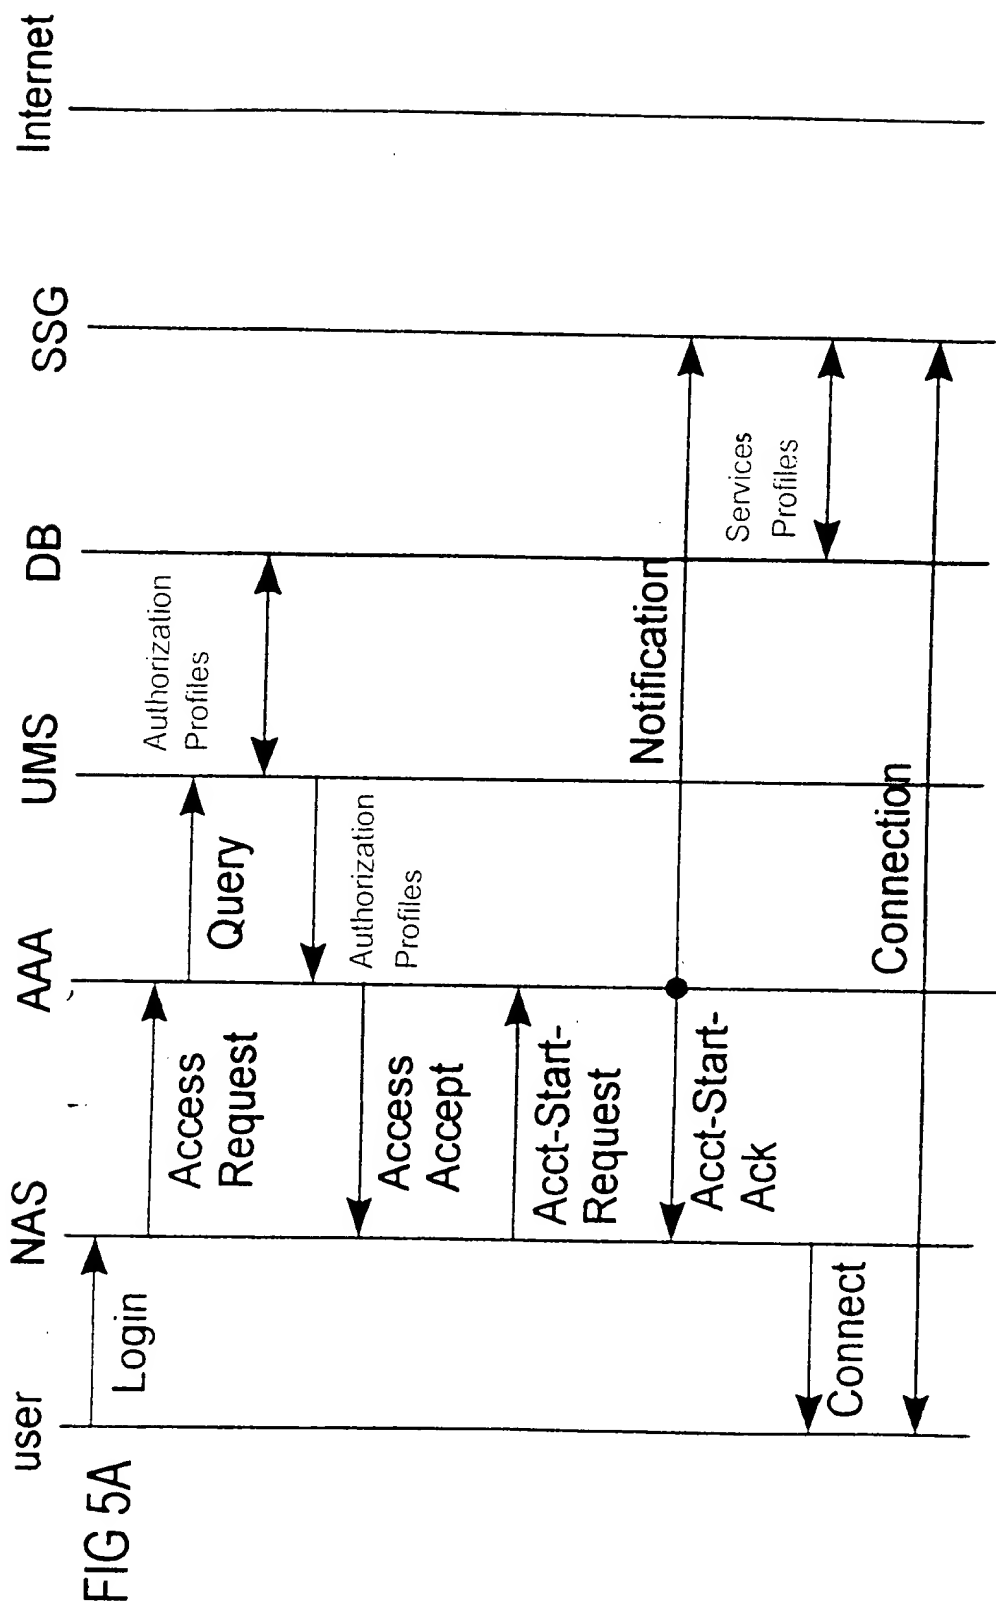 FIG 5A
user
NAS
AAA
UMS
DB
SSG
Internet
Login
Access
Request
Query
Authorization
Profiles
Authorization
Profiles
Access
Accept
Acct-Start-
Request
Notification
Acct-Start-
Ack
Services
Profiles
Connect
Connection